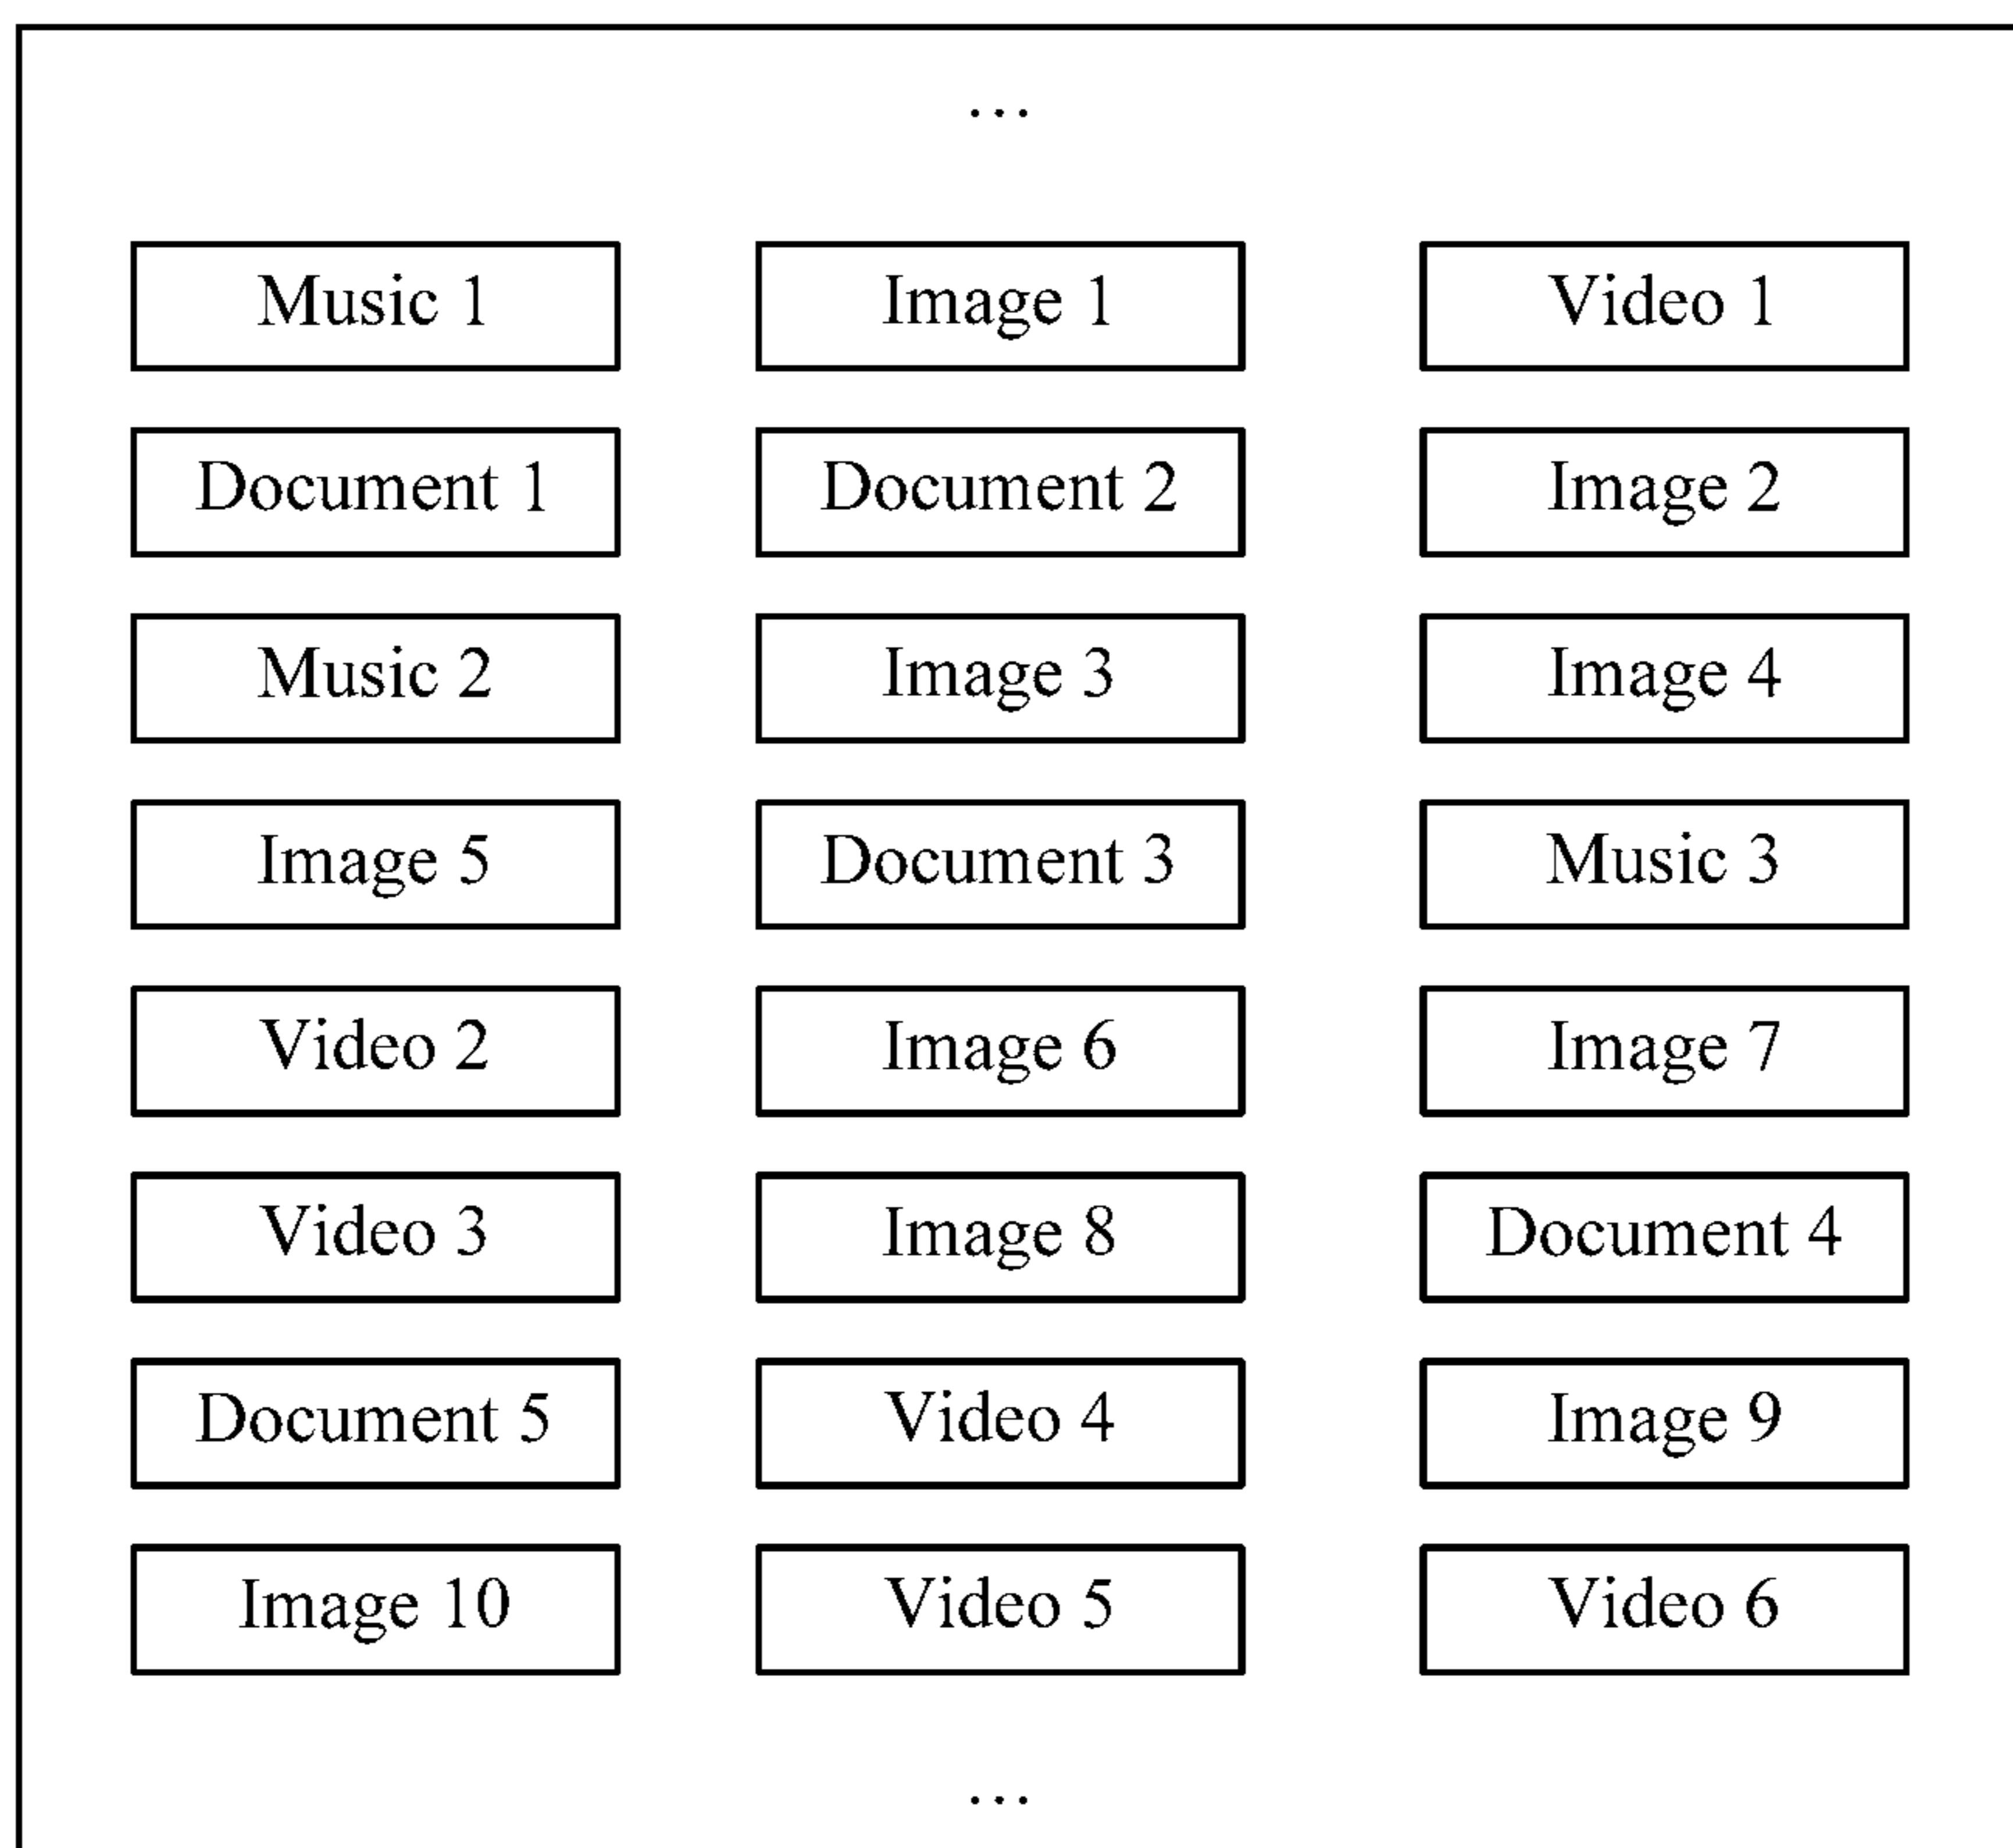 ...
Music 1 Image 1 Video 1
Document 1 Document 2 Image 2
Music 2 Image 3 Image 4
Image 5 Document 3 Music 3
Video 2 Image 6 Image 7
Video 3 Image 8 Document 4
Document 5 Video 4 Image 9
Image 10 Video 5 Video 6
...